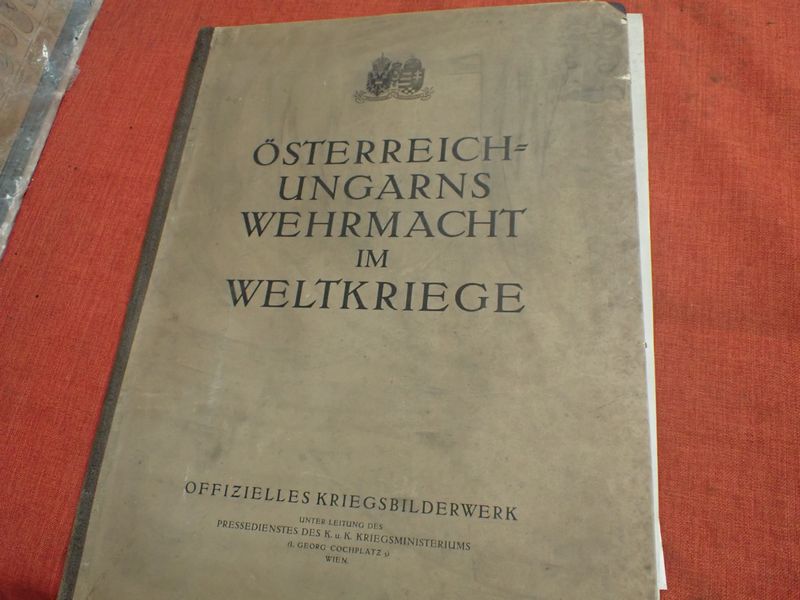 ÖSTERREICH=
UNGARNS
WEHRMACHT
IM
WELTKRIEGE
OFFIZIELLES KRIEGSBILDERWERK
UNTER LEITUNG DES
PRESSEDIENSTES DES K. u. K. KRIEGSMINISTERIUMS
(I. GEORG COCHPLATZ 3)
WIEN.